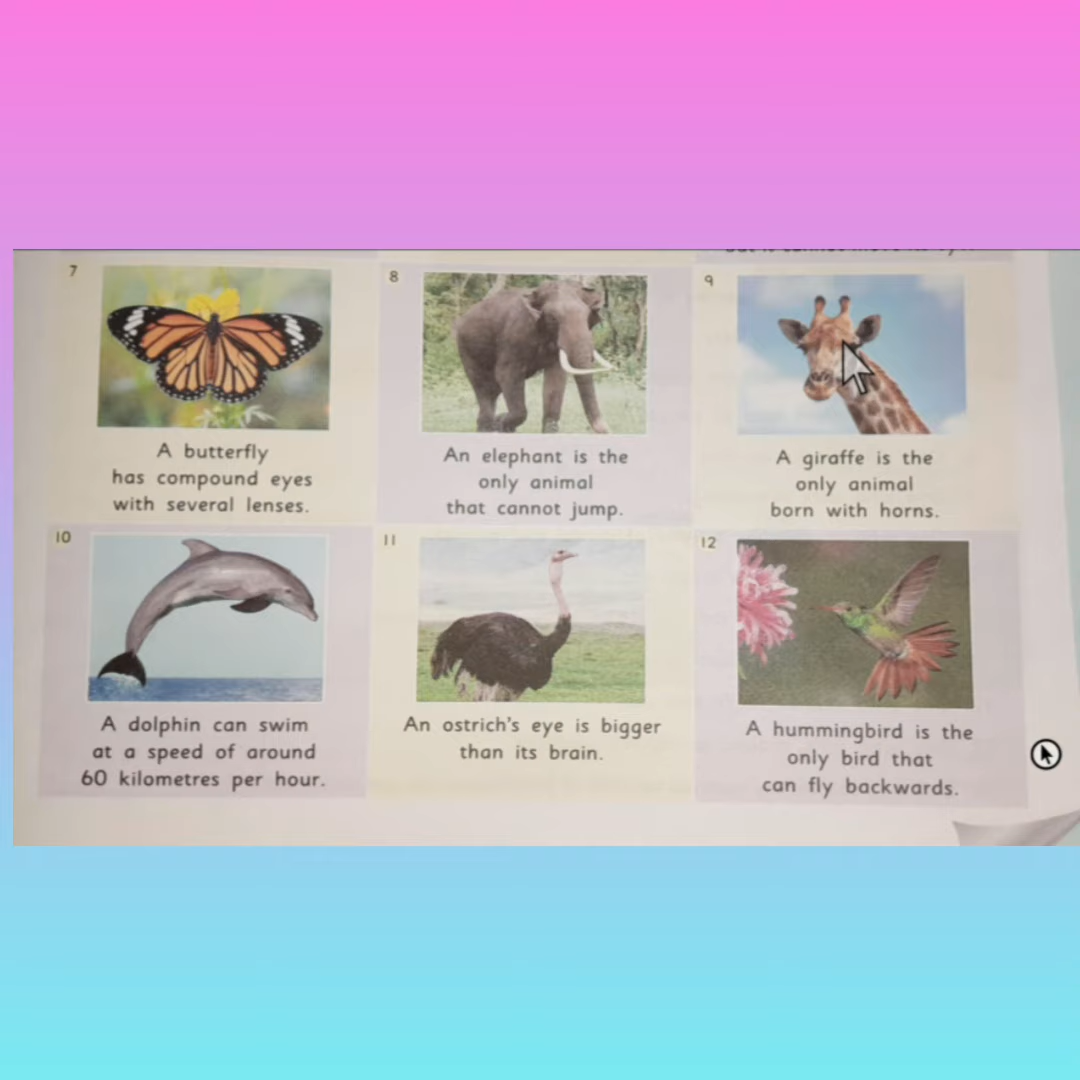 7
A butterfly
has compound eyes
with several lenses.
8
An elephant is the
only animal
that cannot jump.
9
A giraffe is the
only animal
born with horns.
10
A dolphin can swim
at a speed of around
60 kilometres per hour.
11
An ostrich's eye is bigger
than its brain.
12
A hummingbird is the
only bird that
can fly backwards.